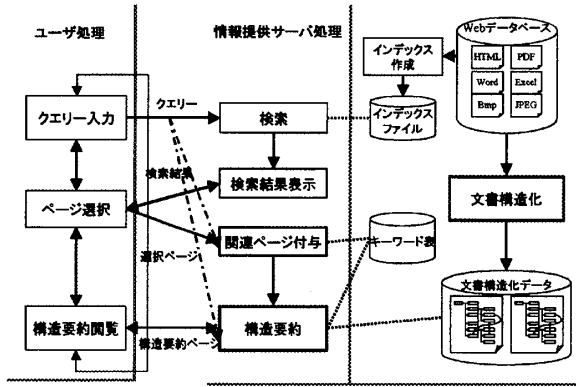 ユーザ処理
情報提供サーバ処理
Webデータベース
HTML
PDF
Word
Excel
Bmp
JPEG
インデックス
作成
インデックス
ファイル
クエリー
クエリー入力
検索
検索結果
検索結果表示
ページ選択
文書構造化
関連ページ付与
キーワード表
選択ページ
文書構造化データ
構造要約閲覧
構造要約
構造要約ページ